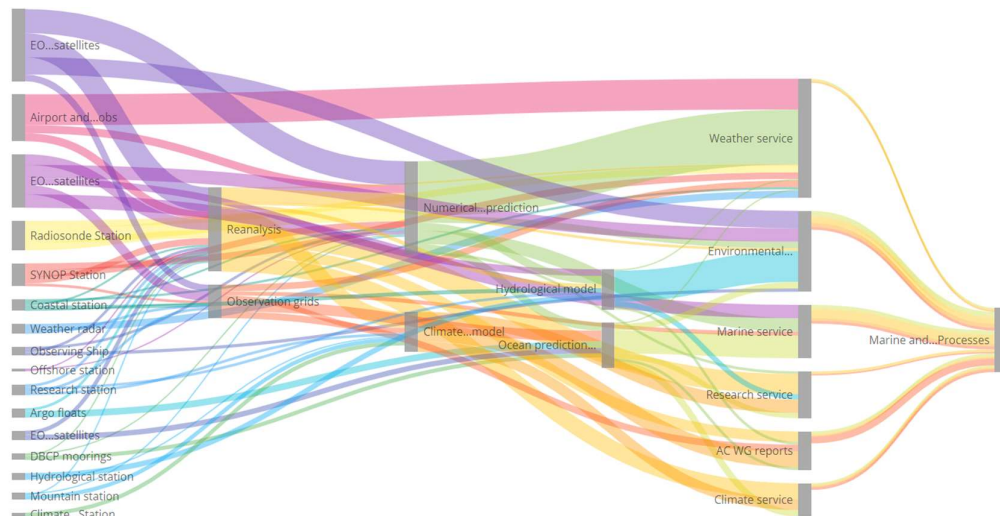 EO...satellites
Airport and...obs
EO...satellites
Radiosonde Station
SYNOP Station
Coastal station
Weather radar
Observing Ship
Offshore station
Research station
Argo floats
EO...satellites
DBCP moorings
Hydrological station
Mountain station
Climate...Station
Reanalysis
Observation grids
Numerical...prediction
Climate...model
Hydrological model
Ocean prediction...
Weather service
Environmental...
Marine service
Research service
AC WG reports
Climate service
Marine and...Processes